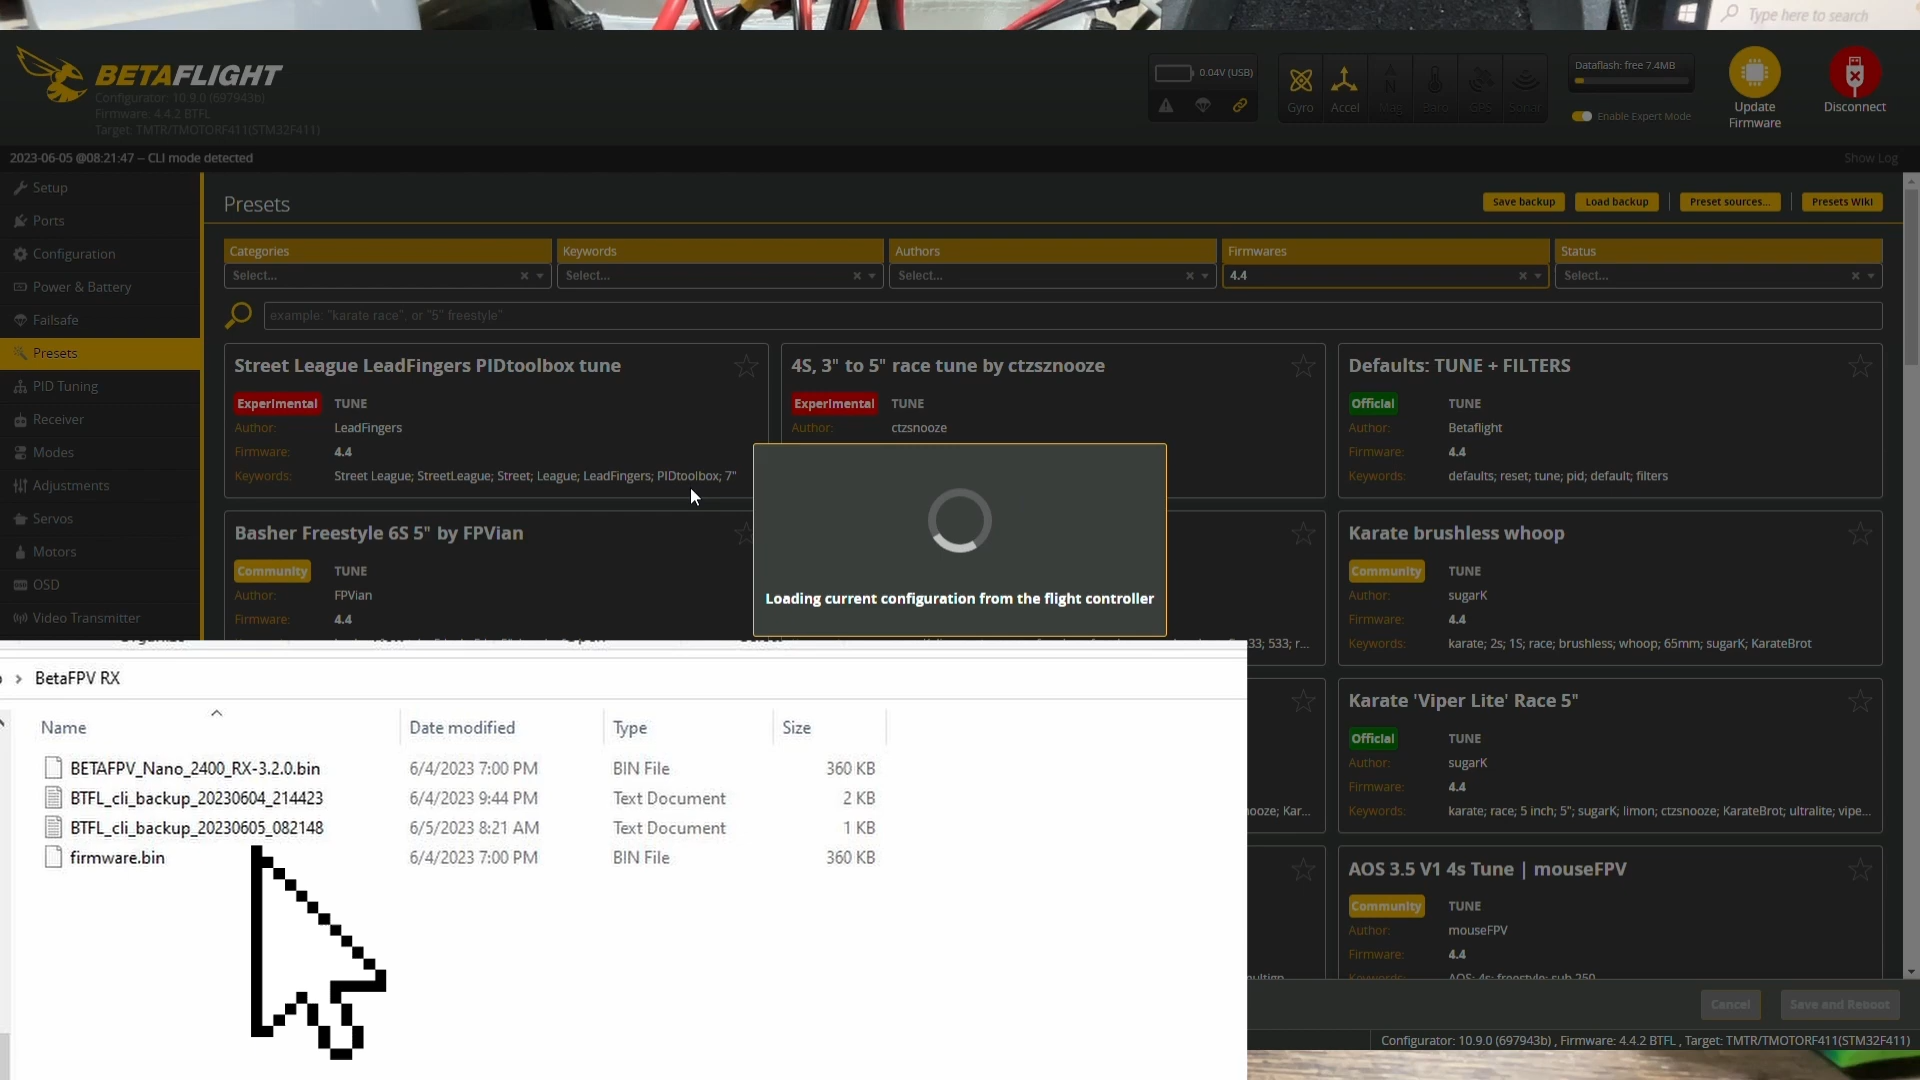 Type here to search
BETAFLIGHT
Configurator: 10.9.0 (697943b)
Firmware: 4.4.2 BTFL
Target: TMTR/TMOTORF411(STM32F411)
0.04V (USB)
Gyro
Accel
Mag
Baro
GPS
Sonar
Dataflash: free 7.4MB
Enable Expert Mode
Update
Firmware
Disconnect
2023-06-05 @08:21:47 -- CLI mode detected
Show Log
Setup
Ports
Configuration
Power & Battery
Failsafe
Presets
PID Tuning
Receiver
Modes
Adjustments
Servos
Motors
OSD
Video Transmitter
Presets
Save backup
Load backup
Preset sources...
Presets Wiki
Categories
Keywords
Authors
Firmwares
Status
Select...
Select...
Select...
4.4
Select...
example: "karate race", or "5" freestyle"
Street League LeadFingers PIDtoolbox tune
Experimental TUNE
Author: LeadFingers
Firmware: 4.4
Keywords: Street League; StreetLeague; Street; League; LeadFingers; PIDtoolbox; 7"
4S, 3" to 5" race tune by ctzsznooze
Experimental TUNE
Author: ctzsnooze
Defaults: TUNE + FILTERS
Official TUNE
Author: Betaflight
Firmware: 4.4
Keywords: defaults; reset; tune; pid; default; filters
Basher Freestyle 6S 5" by FPVian
Community TUNE
Author: FPVian
Firmware: 4.4
Loading current configuration from the flight controller
33; 533; r...
Karate brushless whoop
Community TUNE
Author: sugarK
Firmware: 4.4
Keywords: karate; 2s; 1S; race; brushless; whoop; 65mm; sugarK; KarateBrot
ooze; Kar...
Karate 'Viper Lite' Race 5"
Official TUNE
Author: sugarK
Firmware: 4.4
Keywords: karate; race; 5 inch; 5"; sugarK; limon; ctzsnooze; KarateBrot; ultralite; vipe...
AOS 3.5 V1 4s Tune | mouseFPV
Community TUNE
Author: mouseFPV
Firmware: 4.4
Keywords: AOS; 4s; freestyle; sub 250
Cancel
Save and Reboot
Configurator: 10.9.0 (697943b) , Firmware: 4.4.2 BTFL , Target: TMTR/TMOTORF411(STM32F411)
BetaFPV RX
Name Date modified Type Size
BETAFPV_Nano_2400_RX-3.2.0.bin 6/4/2023 7:00 PM BIN File 360 KB
BTFL_cli_backup_20230604_214423 6/4/2023 9:44 PM Text Document 2 KB
BTFL_cli_backup_20230605_082148 6/5/2023 8:21 AM Text Document 1 KB
firmware.bin 6/4/2023 7:00 PM BIN File 360 KB